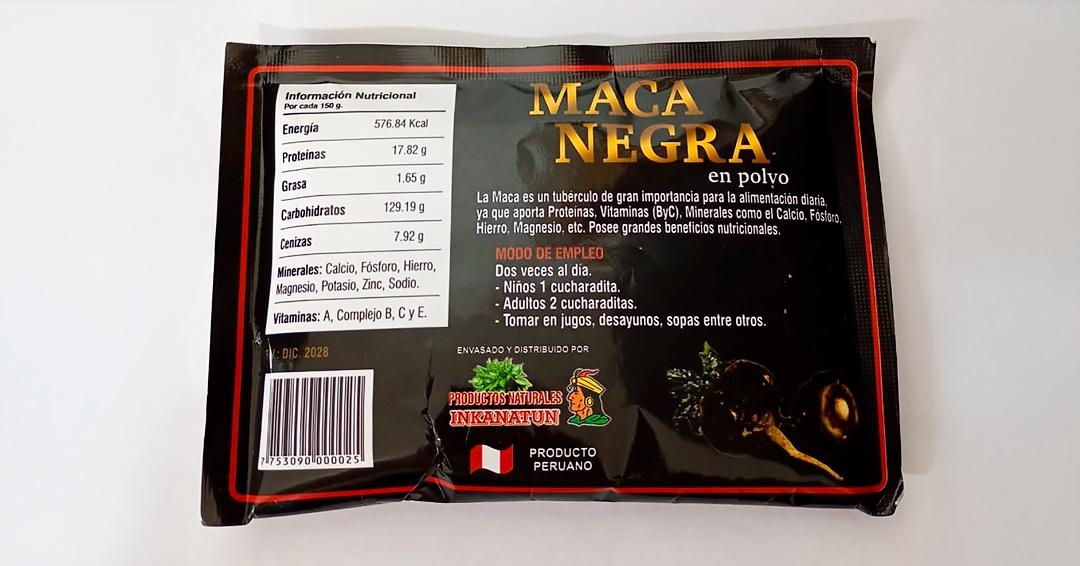 Información Nutricional
Por cada 150 g.
Energía 576.84 Kcal
Proteínas 17.82 g
Grasa 1.65 g
Carbohidratos 129.19 g
Cenizas 7.92 g
Minerales: Calcio, Fósforo, Hierro,
Magnesio, Potasio, Zinc, Sodio.
Vitaminas: A, Complejo B, C y E.
DIC. 2028
7 753090 000025
MACA
NEGRA
en polvo
La Maca es un tubérculo de gran importancia para la alimentación diaria,
ya que aporta Proteínas, Vitaminas (ByC), Minerales como el Calcio, Fósforo,
Hierro, Magnesio, etc. Posee grandes beneficios nutricionales.
MODO DE EMPLEO
Dos veces al día.
- Niños 1 cucharadita.
- Adultos 2 cucharaditas.
- Tomar en jugos, desayunos, sopas entre otros.
ENVASADO Y DISTRIBUIDO POR
PRODUCTOS NATURALES
INKANATUN
PRODUCTO
PERUANO